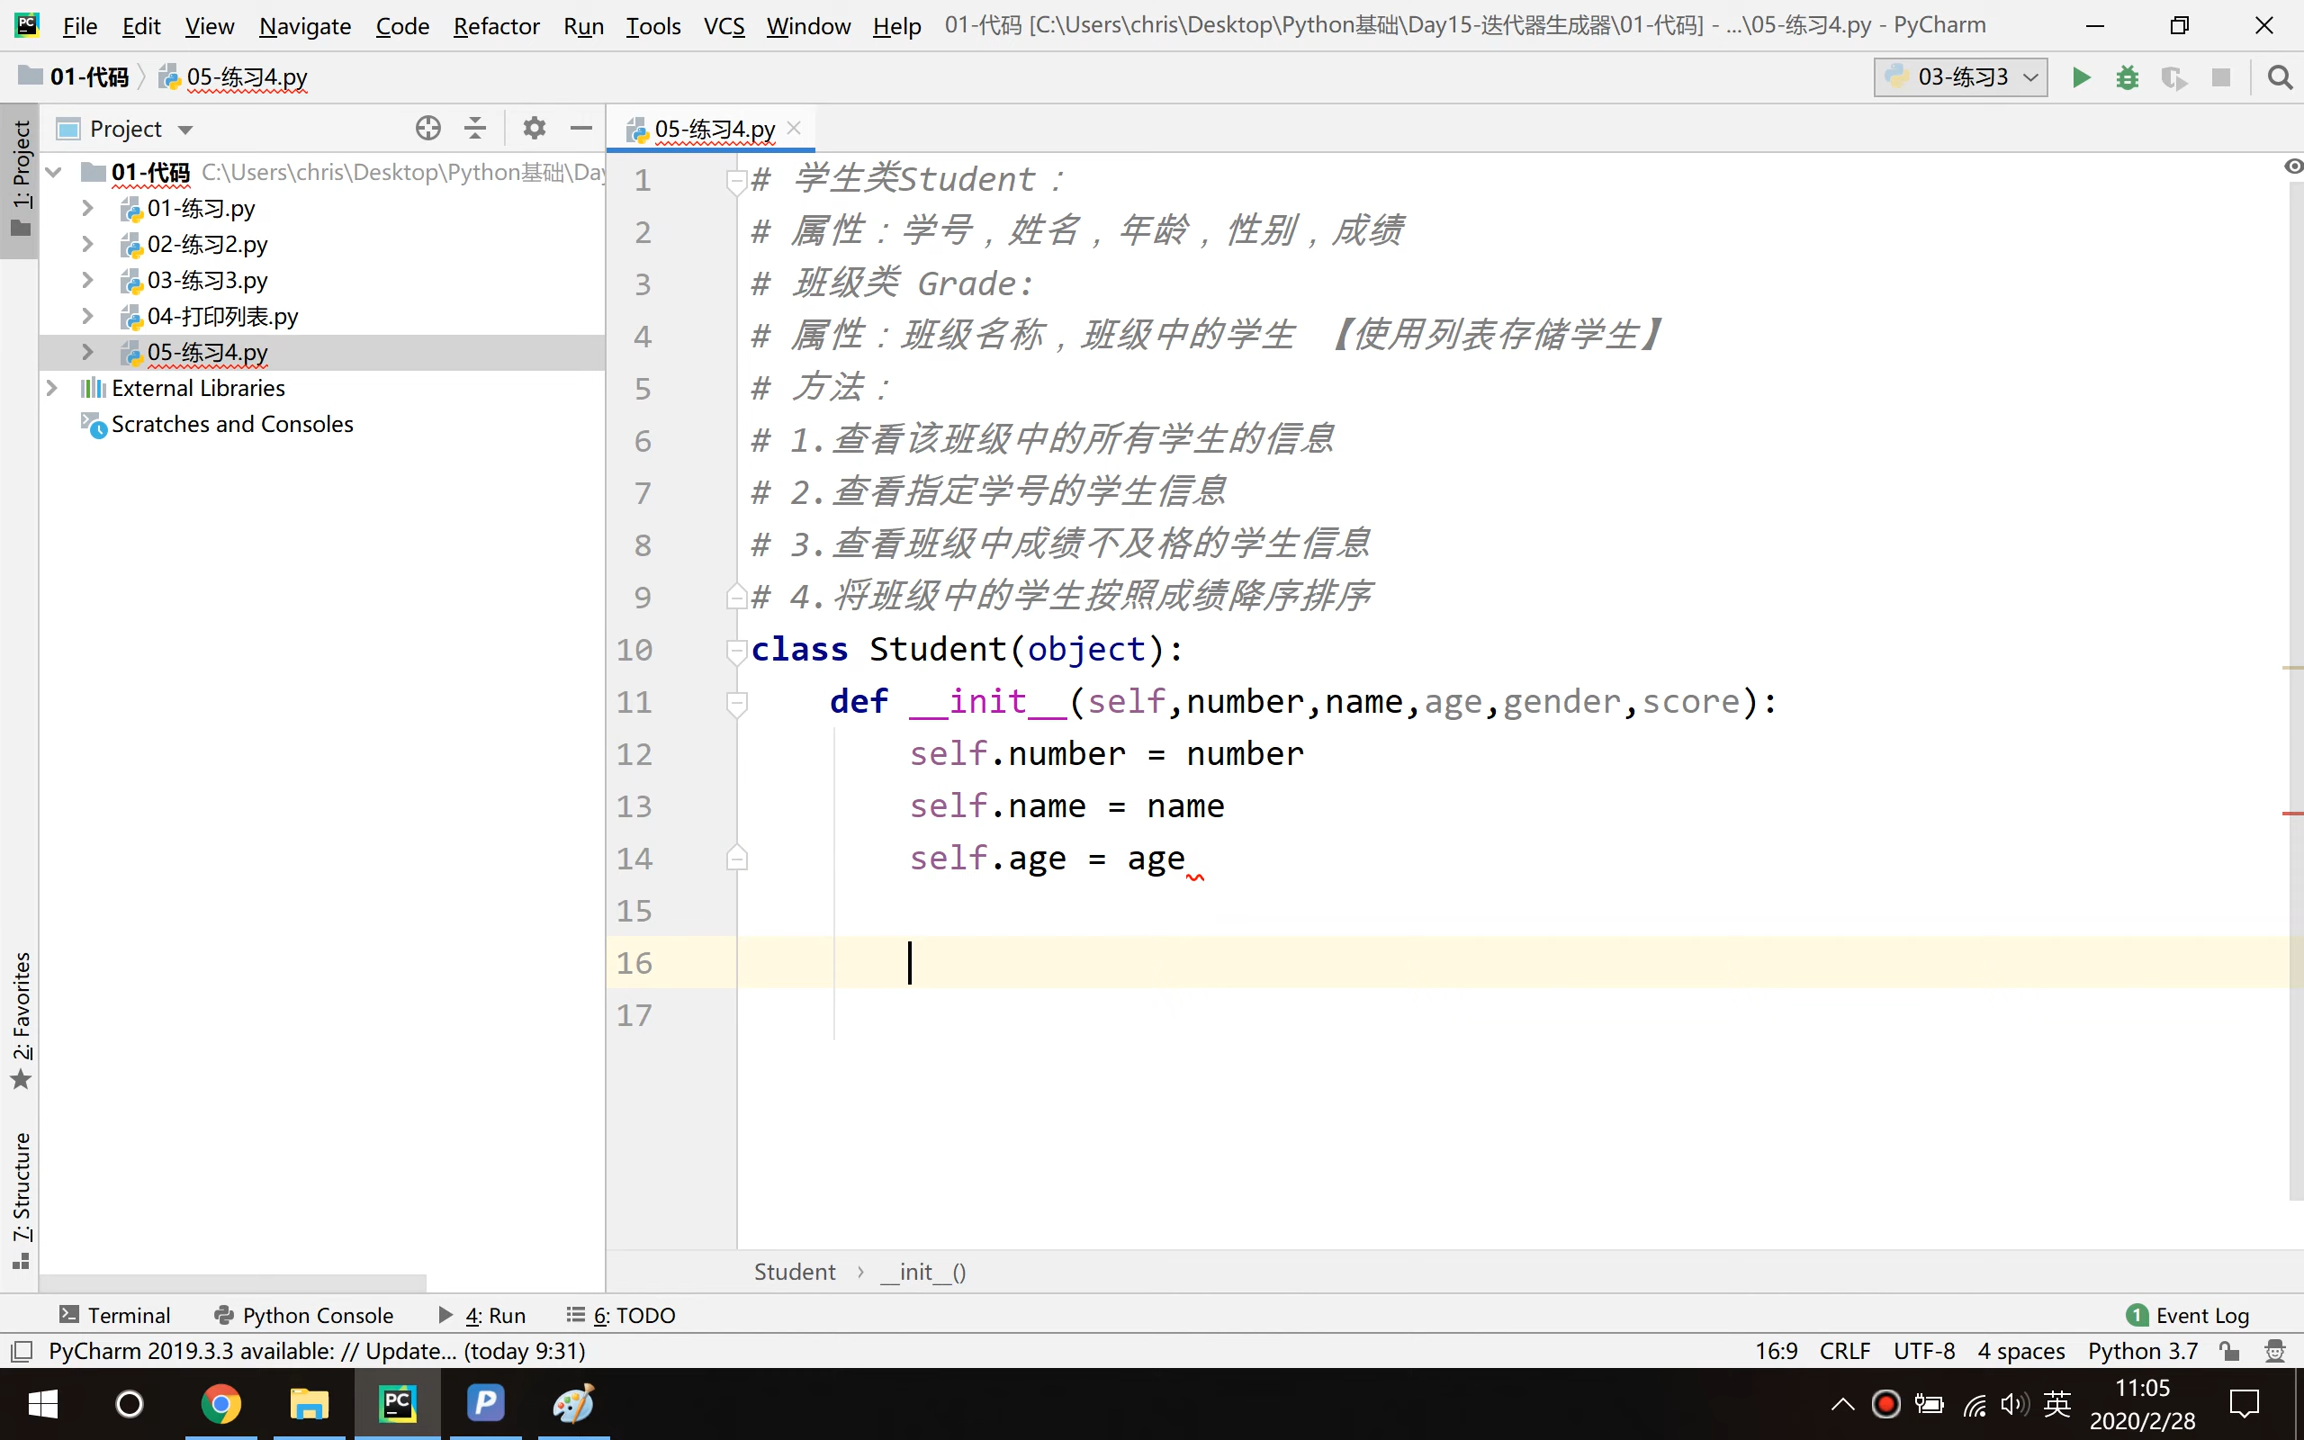 File Edit View Navigate Code Refactor Run Tools VCS Window Help 01-代码 [C:\Users\chris\Desktop\Python基础\Day15-迭代器生成器\01-代码] - ...\05-练习4.py - PyCharm
01-代码 05-练习4.py 03-练习3
Project 05-练习4.py
1: Project
01-代码 C:\Users\chris\Desktop\Python基础\Day
01-练习.py
02-练习2.py
03-练习3.py
04-打印列表.py
05-练习4.py
External Libraries
Scratches and Consoles
2: Favorites
7: Structure
1 # 学生类Student：
2 # 属性：学号，姓名，年龄，性别，成绩
3 # 班级类 Grade:
4 # 属性：班级名称，班级中的学生 【使用列表存储学生】
5 # 方法：
6 # 1.查看该班级中的所有学生的信息
7 # 2.查看指定学号的学生信息
8 # 3.查看班级中成绩不及格的学生信息
9 # 4.将班级中的学生按照成绩降序排序
10 class Student(object):
11 def __init__(self,number,name,age,gender,score):
12 self.number = number
13 self.name = name
14 self.age = age
15
16
17
Student › __init__()
Terminal Python Console 4: Run 6: TODO 1 Event Log
PyCharm 2019.3.3 available: // Update... (today 9:31) 16:9 CRLF UTF-8 4 spaces Python 3.7
PC P 英 11:05
2020/2/28